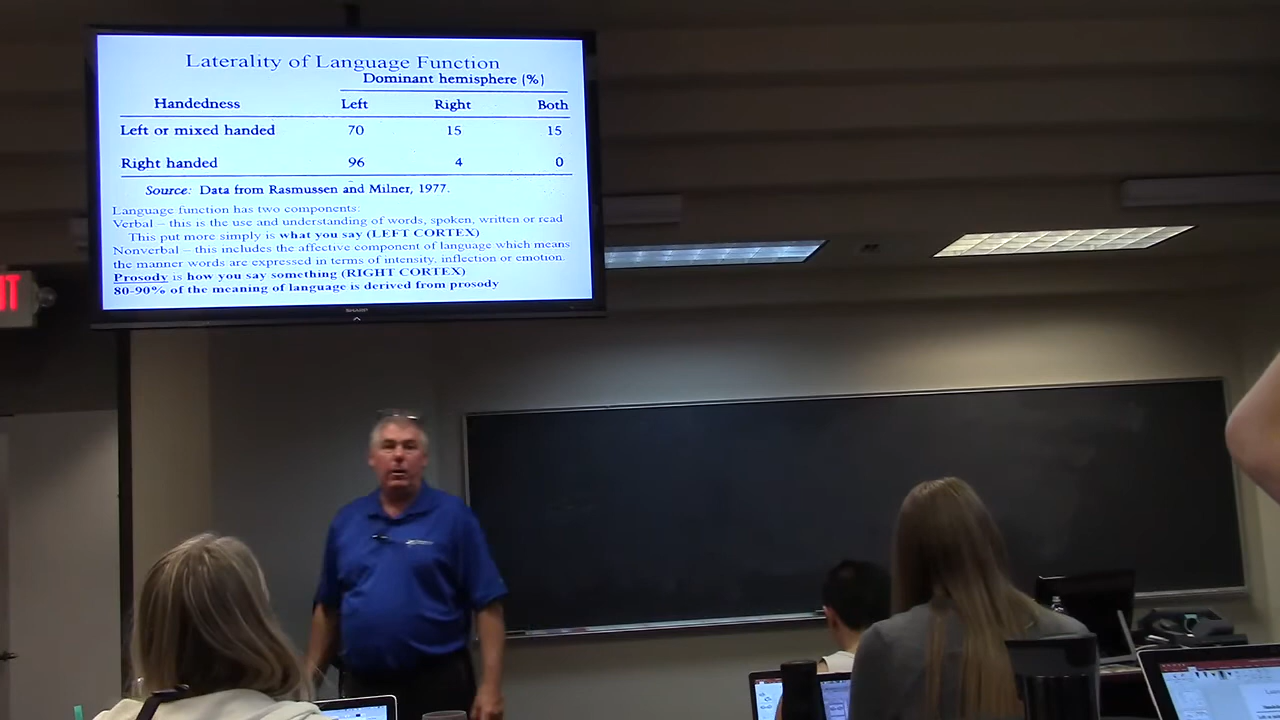 Laterality of Language Function
Dominant hemisphere (%)
Handedness Left Right Both
Left or mixed handed 70 15 15
Right handed 96 4 0
Source: Data from Rasmussen and Milner, 1977.
Language function has two components:
Verbal – this is the use and understanding of words, spoken, written or read
This put more simply is what you say (LEFT CORTEX)
Nonverbal – this includes the affective component of language which means
the manner words are expressed in terms of intensity, inflection or emotion.
Prosody is how you say something (RIGHT CORTEX)
80-90% of the meaning of language is derived from prosody
SHARP
IT